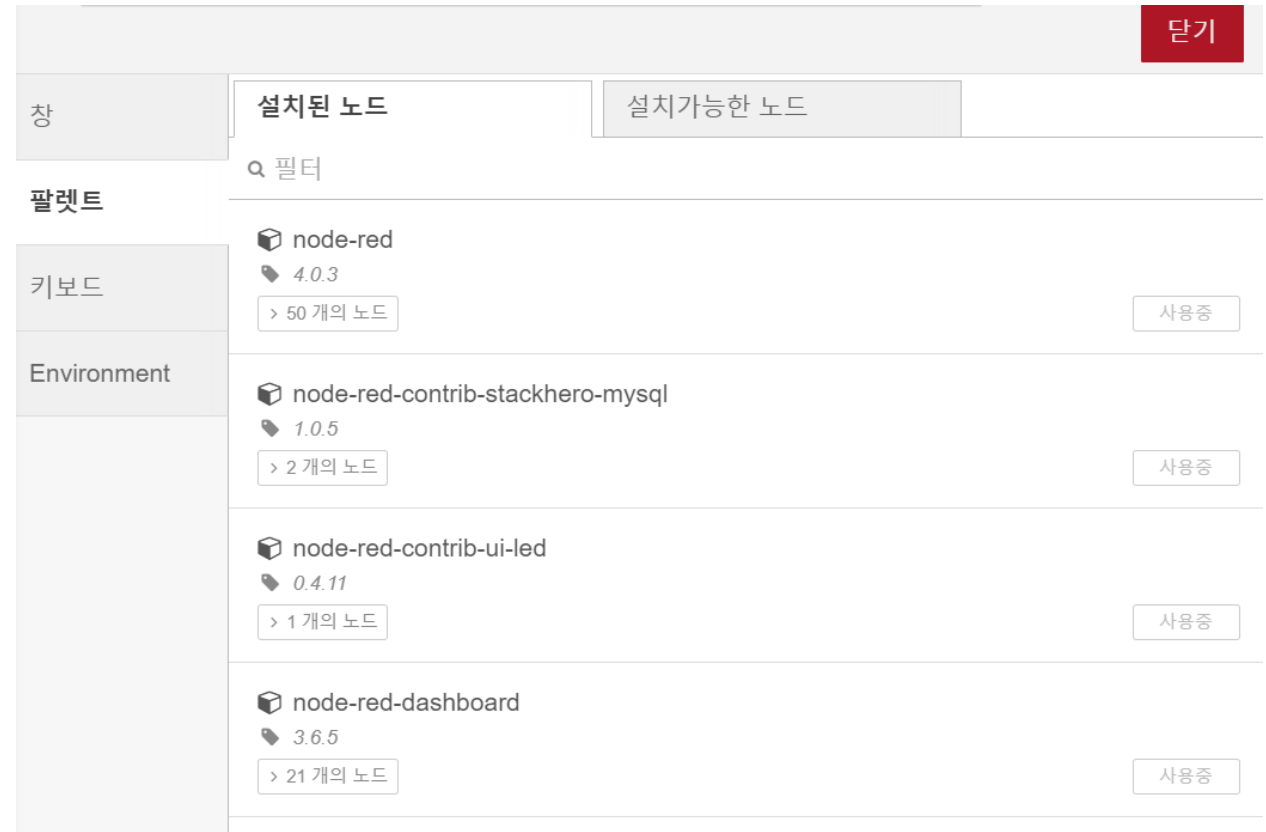 닫기
창
팔렛트
키보드
Environment
설치된 노드
설치가능한 노드
필터
node-red
4.0.3
> 50 개의 노드
사용중
node-red-contrib-stackhero-mysql
1.0.5
> 2 개의 노드
사용중
node-red-contrib-ui-led
0.4.11
> 1 개의 노드
사용중
node-red-dashboard
3.6.5
> 21 개의 노드
사용중